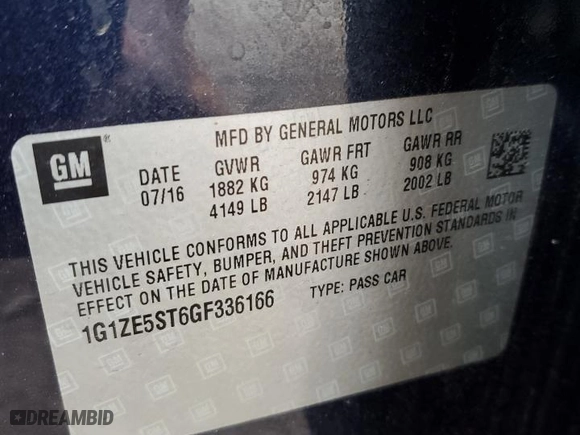 MFD BY GENERAL MOTORS LLC
GM®
DATE GVWR GAWR FRT GAWR RR
07/16 1882 KG 974 KG 908 KG
4149 LB 2147 LB 2002 LB
THIS VEHICLE CONFORMS TO ALL APPLICABLE U.S. FEDERAL MOTOR
VEHICLE SAFETY, BUMPER, AND THEFT PREVENTION STANDARDS IN
EFFECT ON THE DATE OF MANUFACTURE SHOWN ABOVE.
1G1ZE5ST6GF336166 TYPE: PASS CAR
DREAMBID